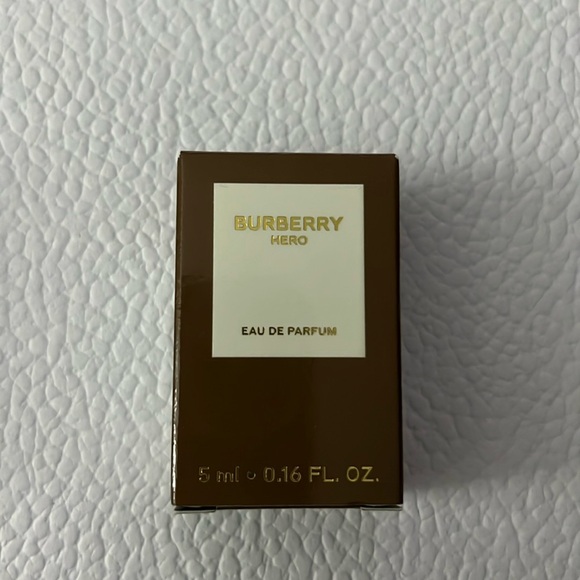 BURBERRY
HERO
EAU DE PARFUM
5 ml • 0.16 FL. OZ.